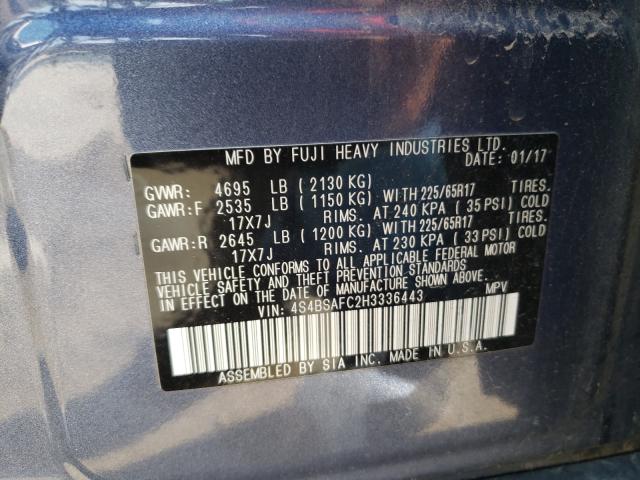 MFD BY FUJI HEAVY INDUSTRIES LTD.
DATE: 01/17
GVWR: 4695 LB ( 2130 KG)
GAWR:F 2535 LB ( 1150 KG) WITH 225/65R17 TIRES.
17X7J RIMS. AT 240 KPA ( 35 PSI) COLD
GAWR:R 2645 LB ( 1200 KG) WITH 225/65R17 TIRES.
17X7J RIMS. AT 230 KPA ( 33 PSI) COLD
THIS VEHICLE CONFORMS TO ALL APPLICABLE FEDERAL MOTOR
VEHICLE SAFETY AND THEFT PREVENTION STANDARDS
IN EFFECT ON THE DATE OF MANUFACTURE SHOWN ABOVE.
VIN: 4S4BSAFC2H3336443 MPV
ASSEMBLED BY SIA INC. MADE IN U.S.A.